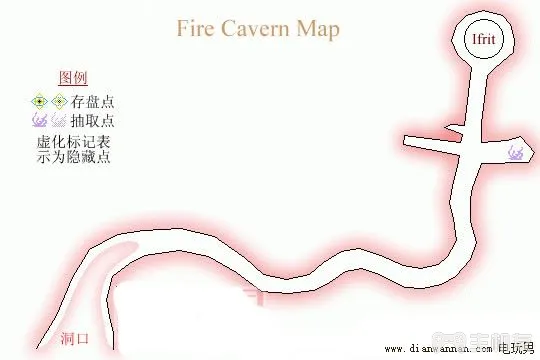 Fire Cavern Map
Ifrit
图例
存盘点
抽取点
虚化标记表
示为隐藏点
洞口
www.dianwannan.com 电玩男